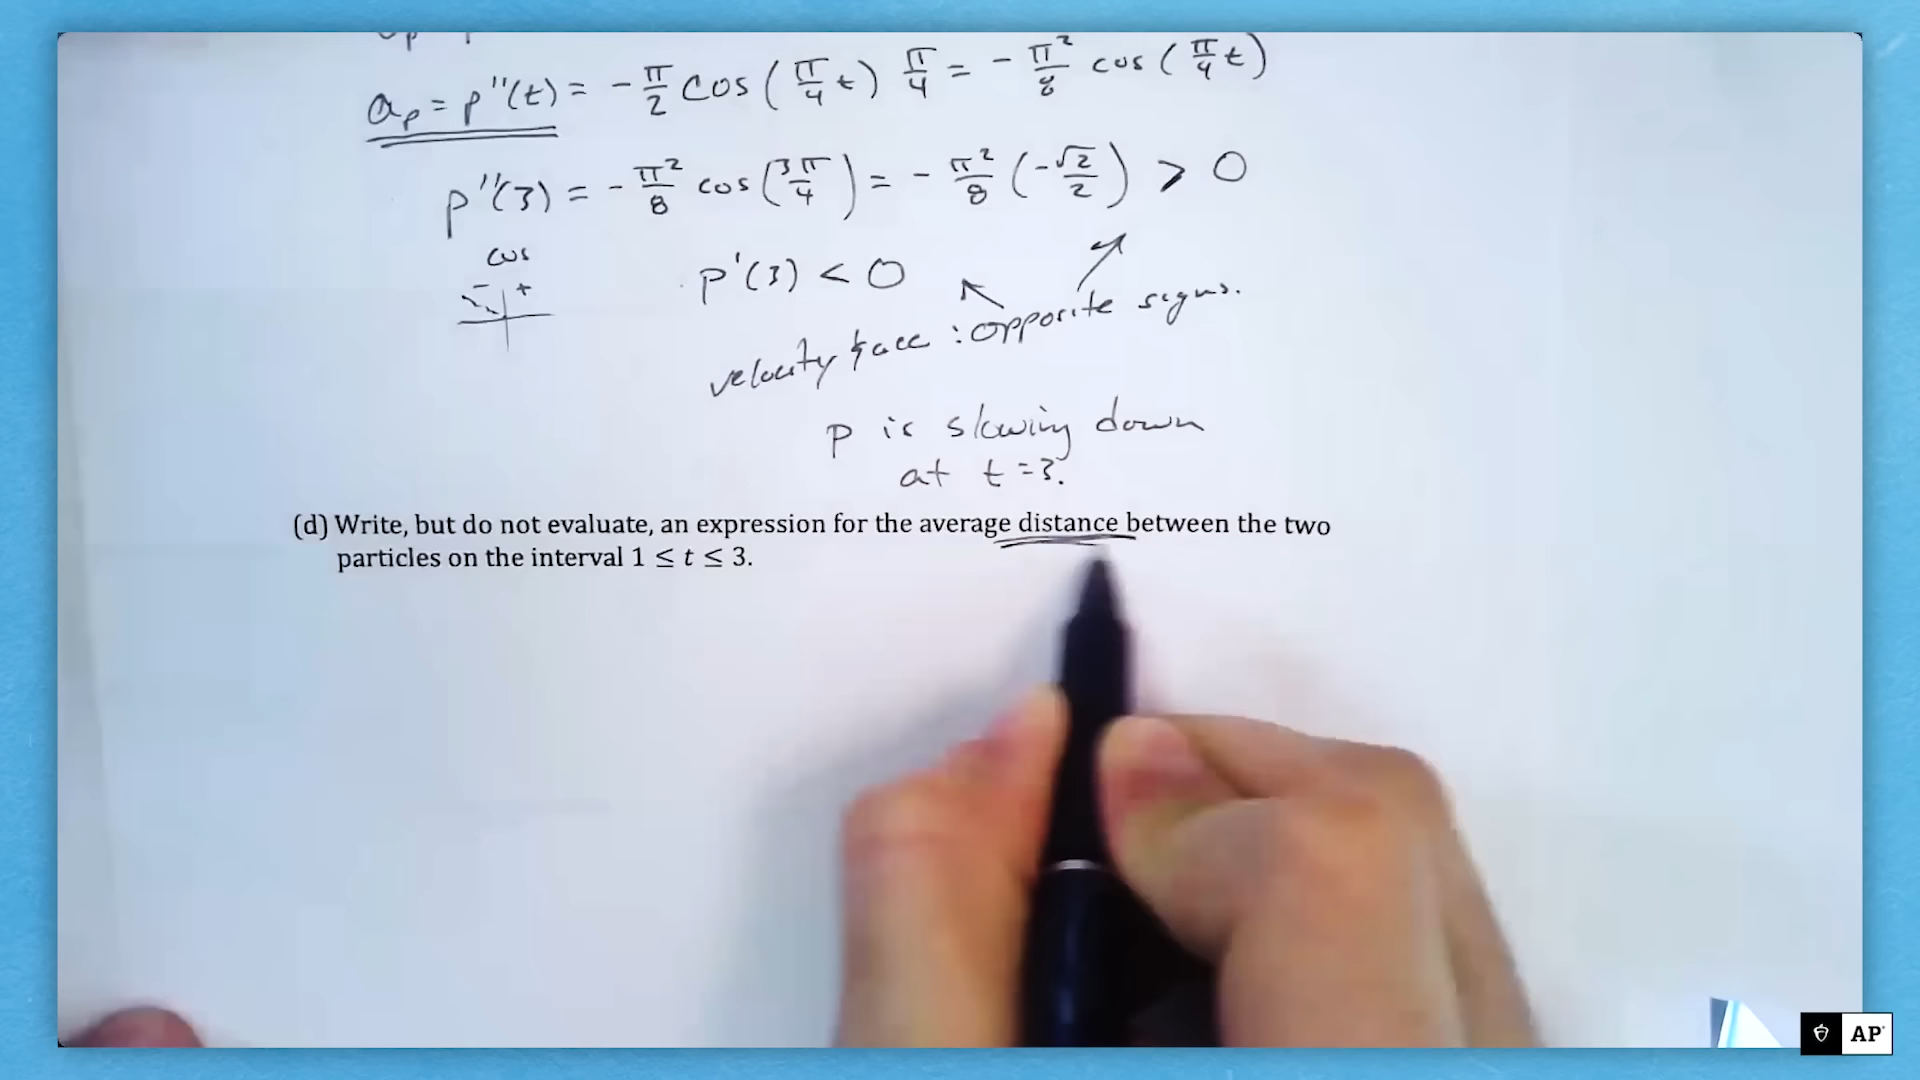 a_p = p''(t) = - π/2 cos(π/4 t) π/4 = - π²/8 cos(π/4 t)
p''(3) = - π²/8 cos(3π/4) = - π²/8 (-√2/2) > 0
cos
- +
p'(3) < 0
velocity & acc : opposite signs.
p is slowing down
at t = 3.
(d) Write, but do not evaluate, an expression for the average distance between the two
particles on the interval 1 ≤ t ≤ 3.
AP